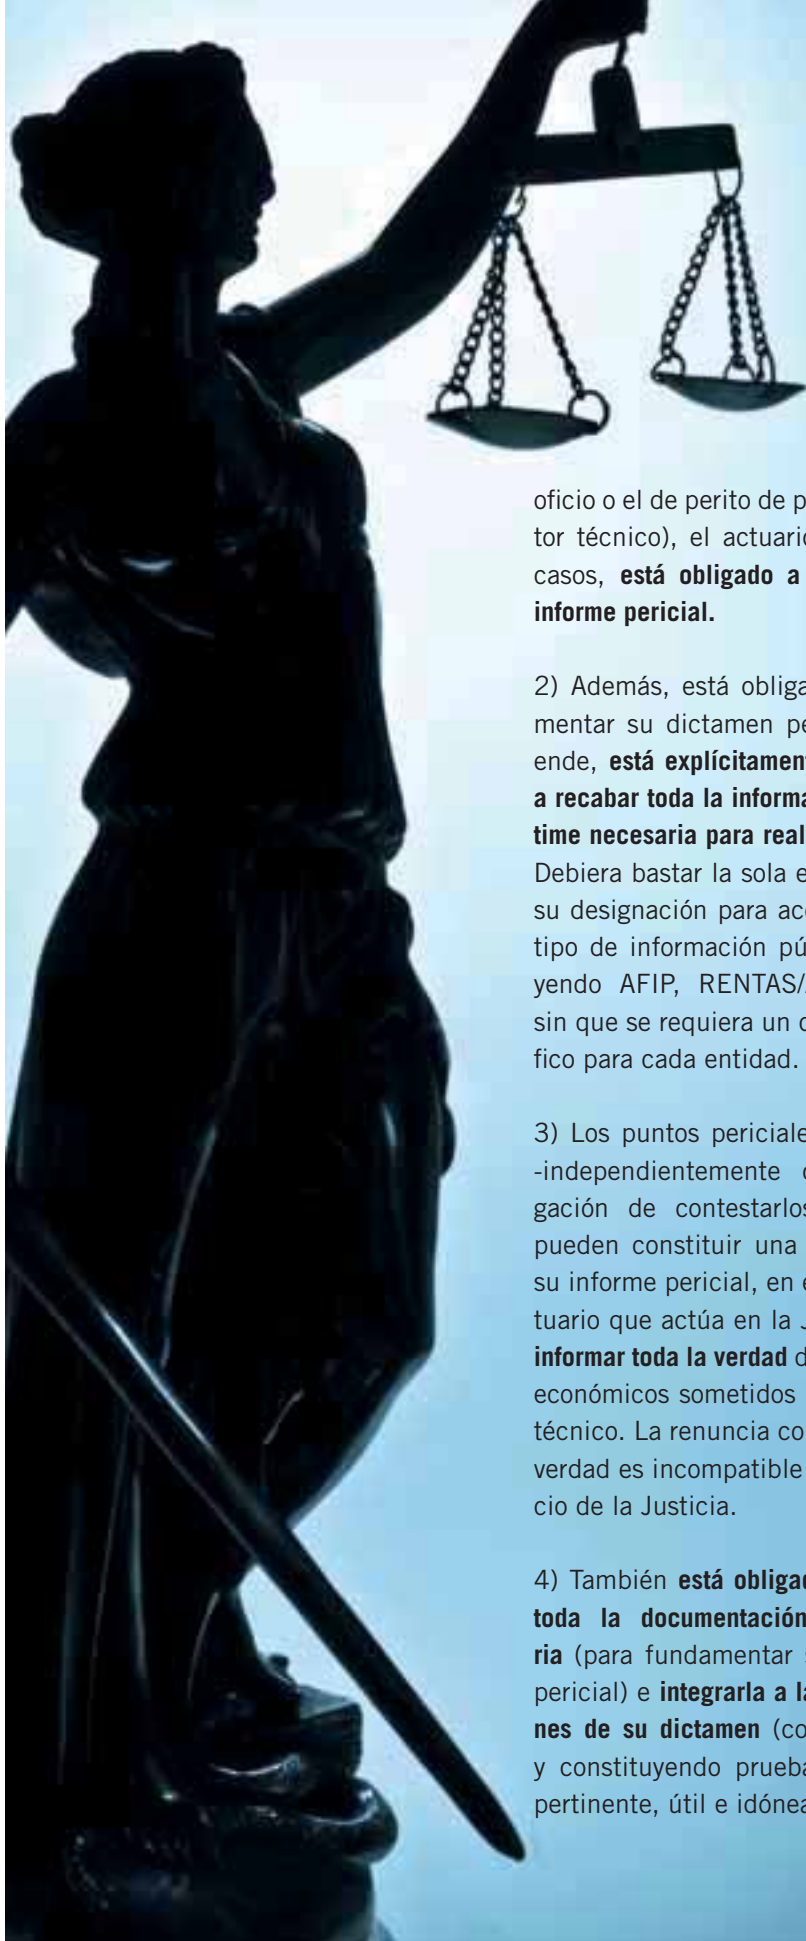 oficio o el de perito de p
tor técnico), el actuario
casos, está obligado a
informe pericial.
2) Además, está obliga
mentar su dictamen pe
ende, está explícitamen
a recabar toda la informa
time necesaria para real
Debiera bastar la sola e
su designación para acc
tipo de información pú
yendo AFIP, RENTAS/
sin que se requiera un o
fico para cada entidad.
3) Los puntos periciale
-independientemente
gación de contestarlos
pueden constituir una
su informe pericial, en e
tuario que actúa en la J
informar toda la verdad d
económicos sometidos
técnico. La renuncia co
verdad es incompatible
cio de la Justicia.
4) También está obligad
toda la documentación
ria (para fundamentar s
pericial) e integrarla a la
nes de su dictamen (co
y constituyendo prueba
pertinente, útil e idónea